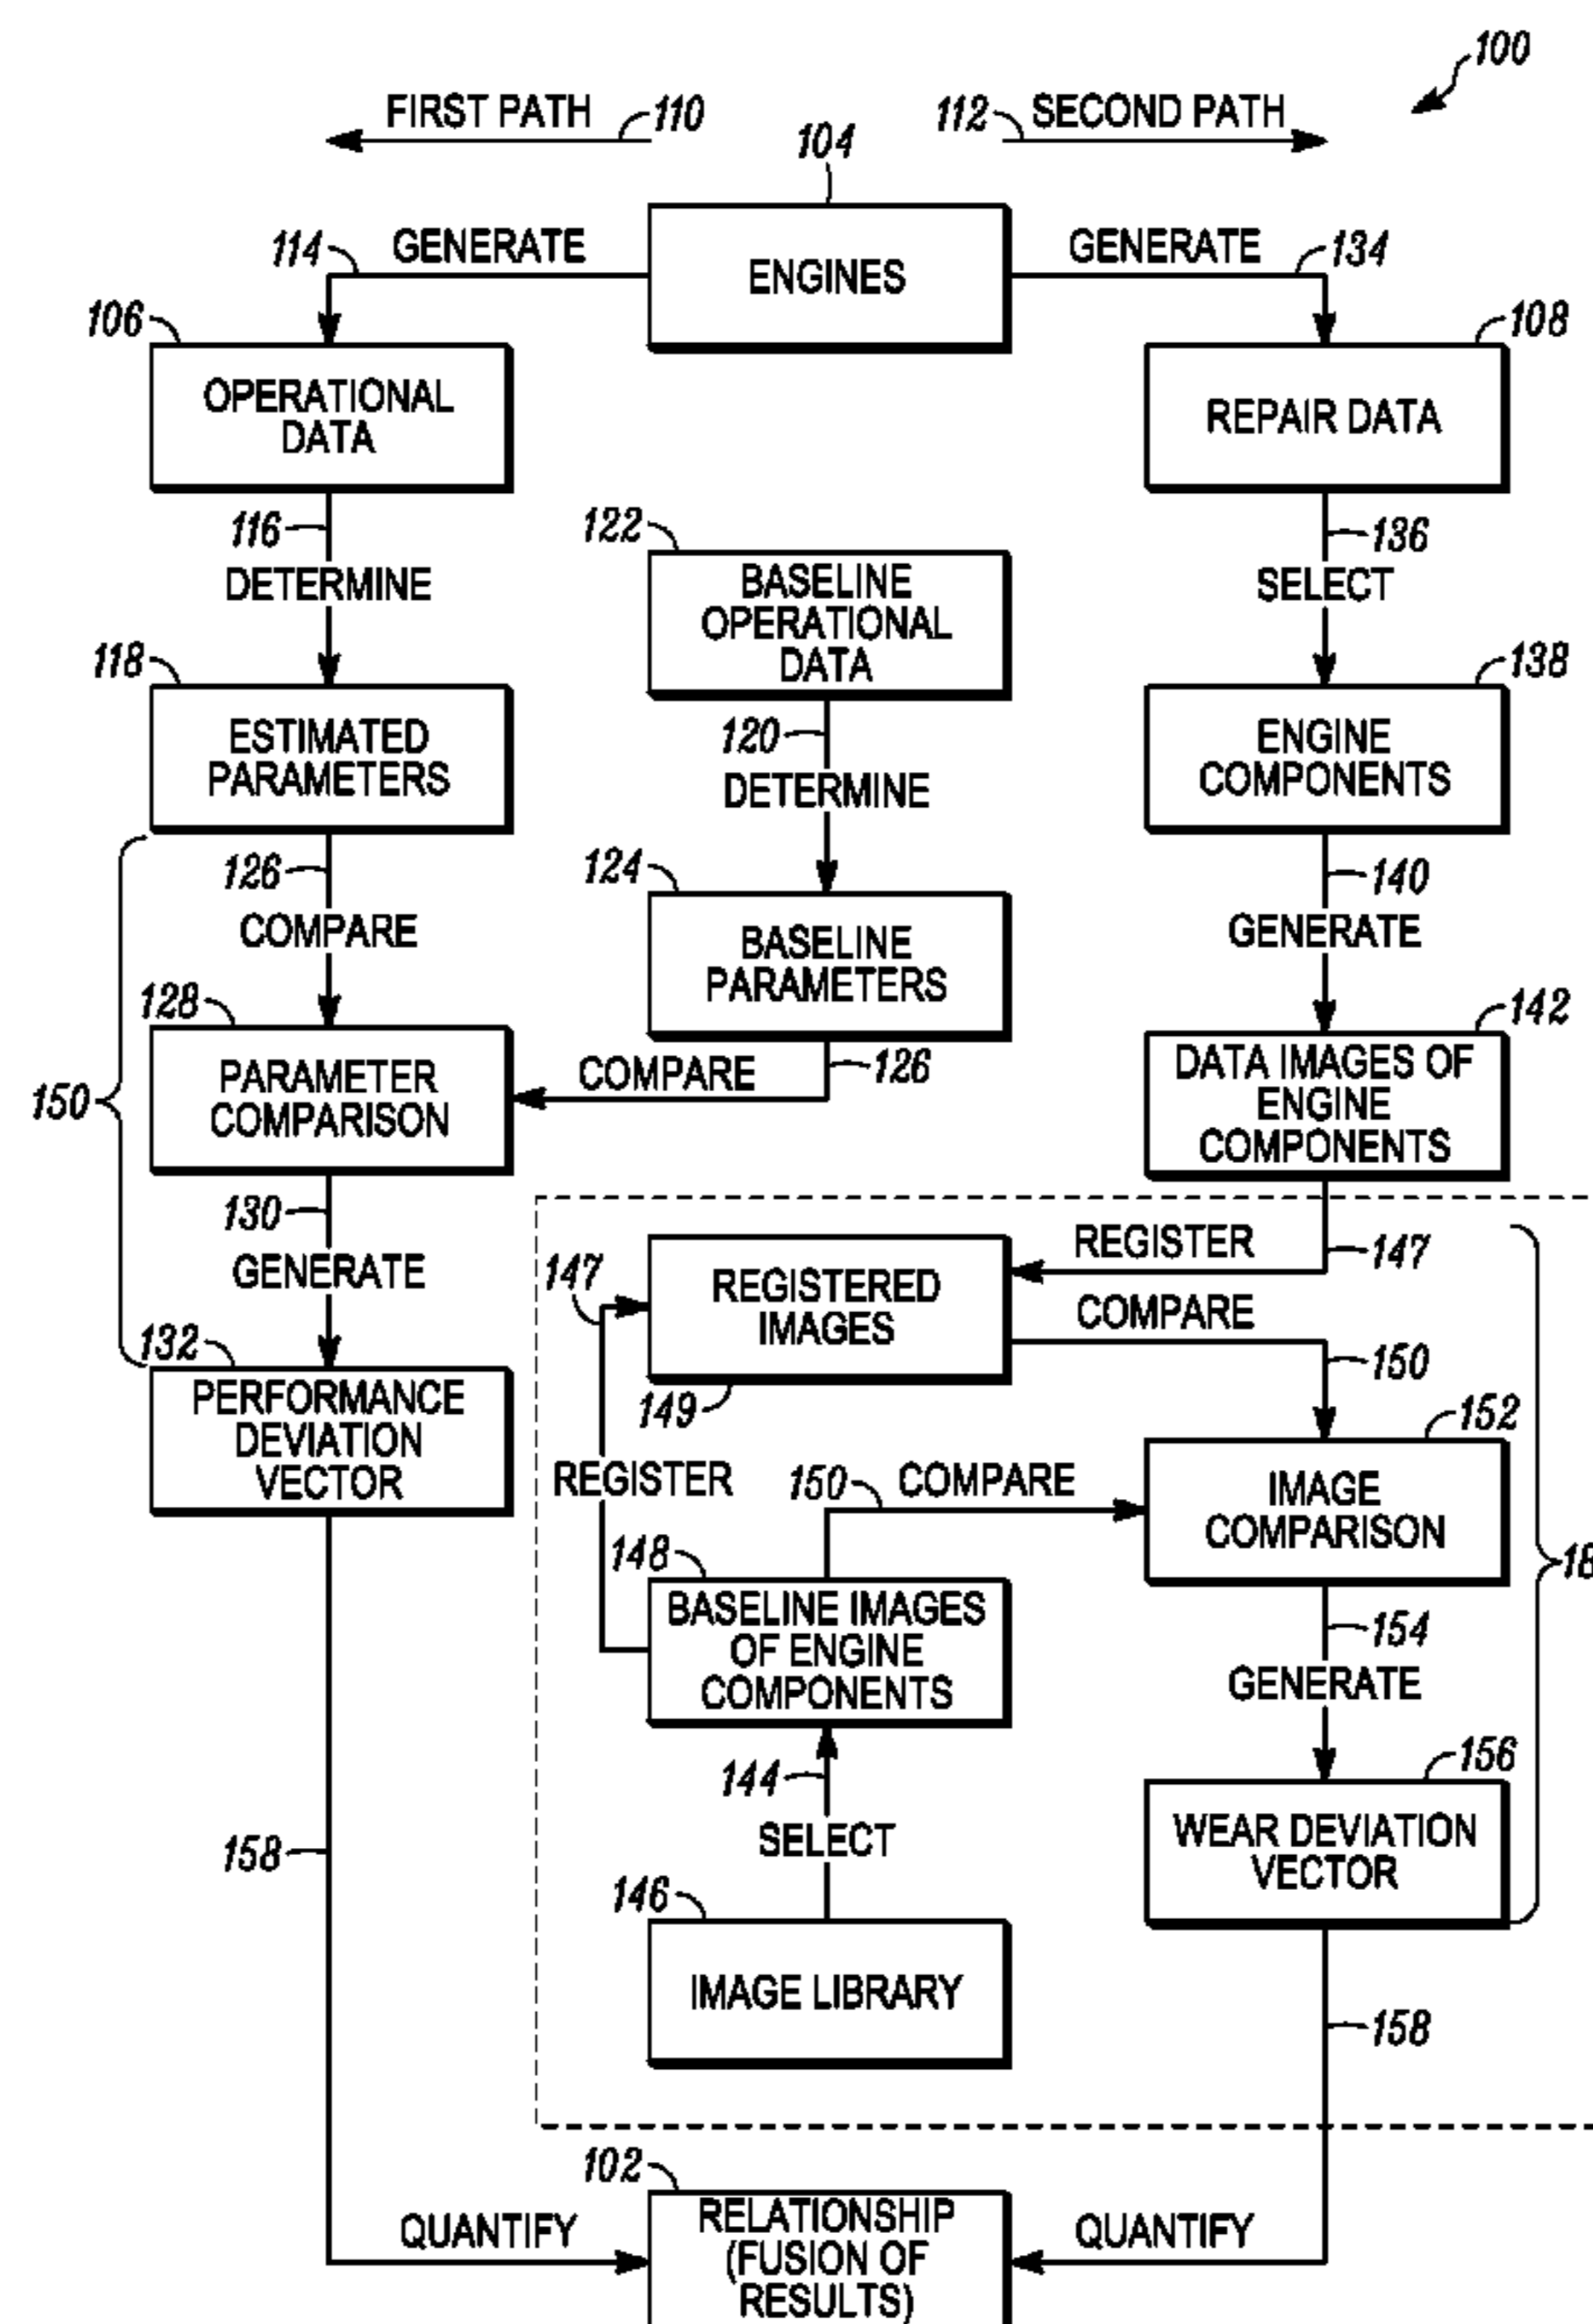 100
FIRST PATH
110
112
SECOND PATH
104
114
GENERATE
ENGINES
GENERATE
134
106
OPERATIONAL
DATA
108
REPAIR DATA
116
DETERMINE
122
BASELINE
OPERATIONAL
DATA
136
SELECT
118
ESTIMATED
PARAMETERS
120
DETERMINE
138
ENGINE
COMPONENTS
126
COMPARE
124
BASELINE
PARAMETERS
140
GENERATE
150
128
PARAMETER
COMPARISON
COMPARE
126
142
DATA IMAGES OF
ENGINE
COMPONENTS
130
GENERATE
147
REGISTERED
IMAGES
149
REGISTER
147
COMPARE
150
132
PERFORMANCE
DEVIATION
VECTOR
REGISTER
150
COMPARE
152
IMAGE
COMPARISON
148
BASELINE IMAGES
OF ENGINE
COMPONENTS
154
GENERATE
144
SELECT
156
WEAR DEVIATION
VECTOR
158
146
IMAGE LIBRARY
158
102
QUANTIFY
RELATIONSHIP
(FUSION OF
RESULTS)
QUANTIFY